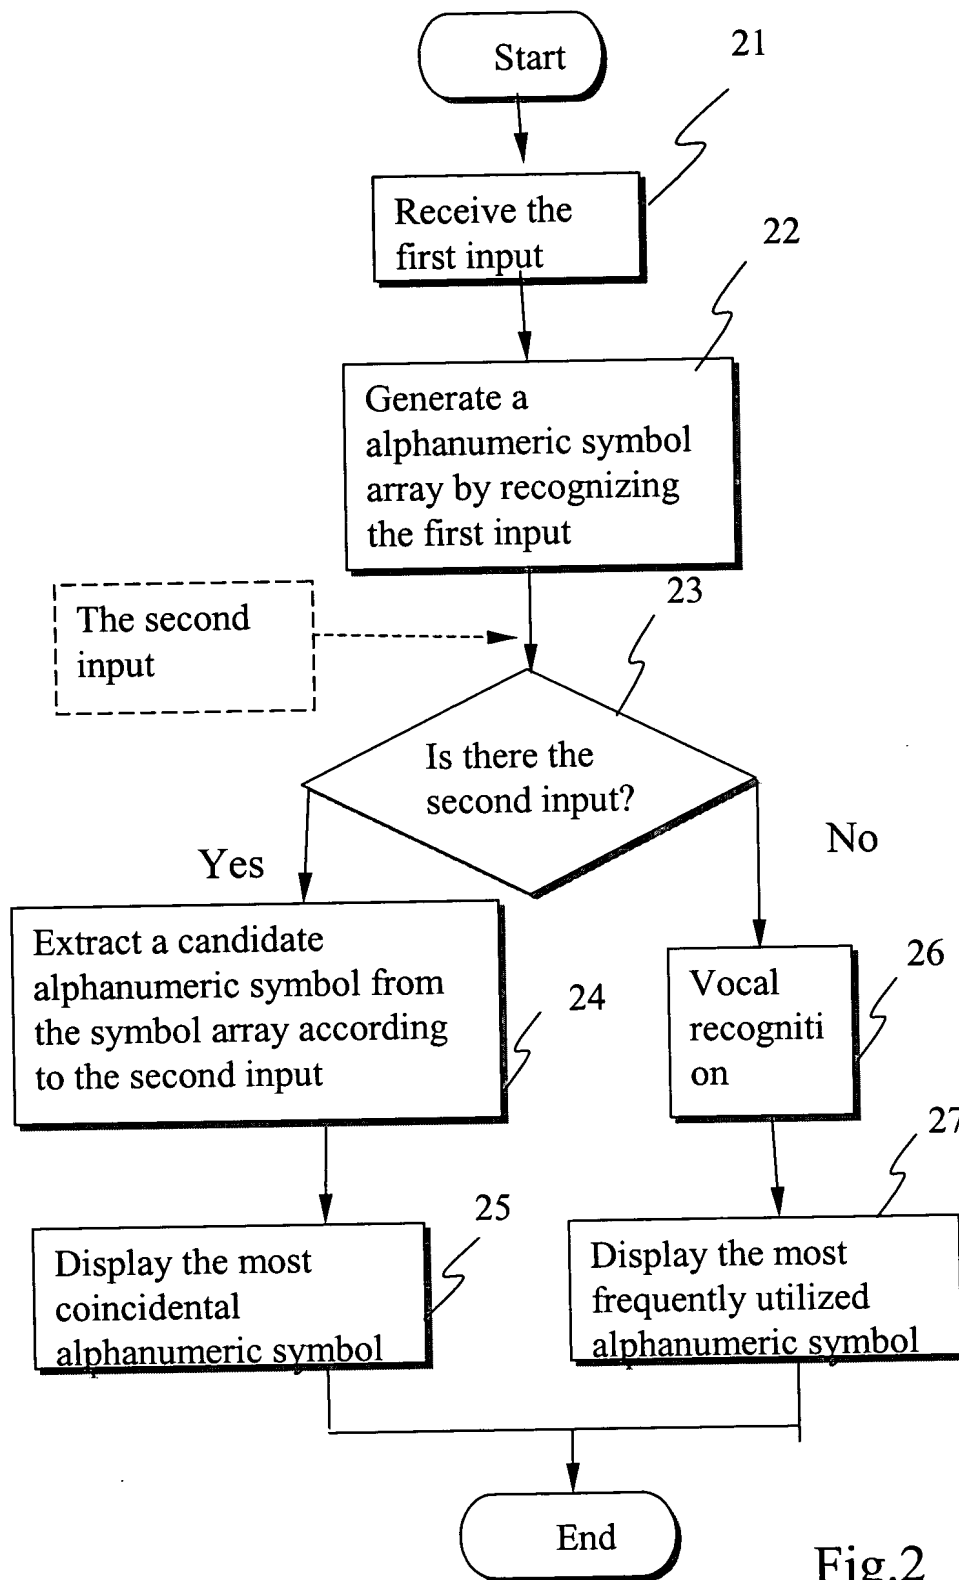 Start
21
Receive the
first input
22
Generate a
alphanumeric symbol
array by recognizing
the first input
23
The second
input
Is there the
second input?
Yes
No
Extract a candidate
alphanumeric symbol from
the symbol array according
to the second input
24
Vocal
recogniti
on
26
27
Display the most
coincidental
alphanumeric symbol
25
Display the most
frequently utilized
alphanumeric symbol
End
Fig.2